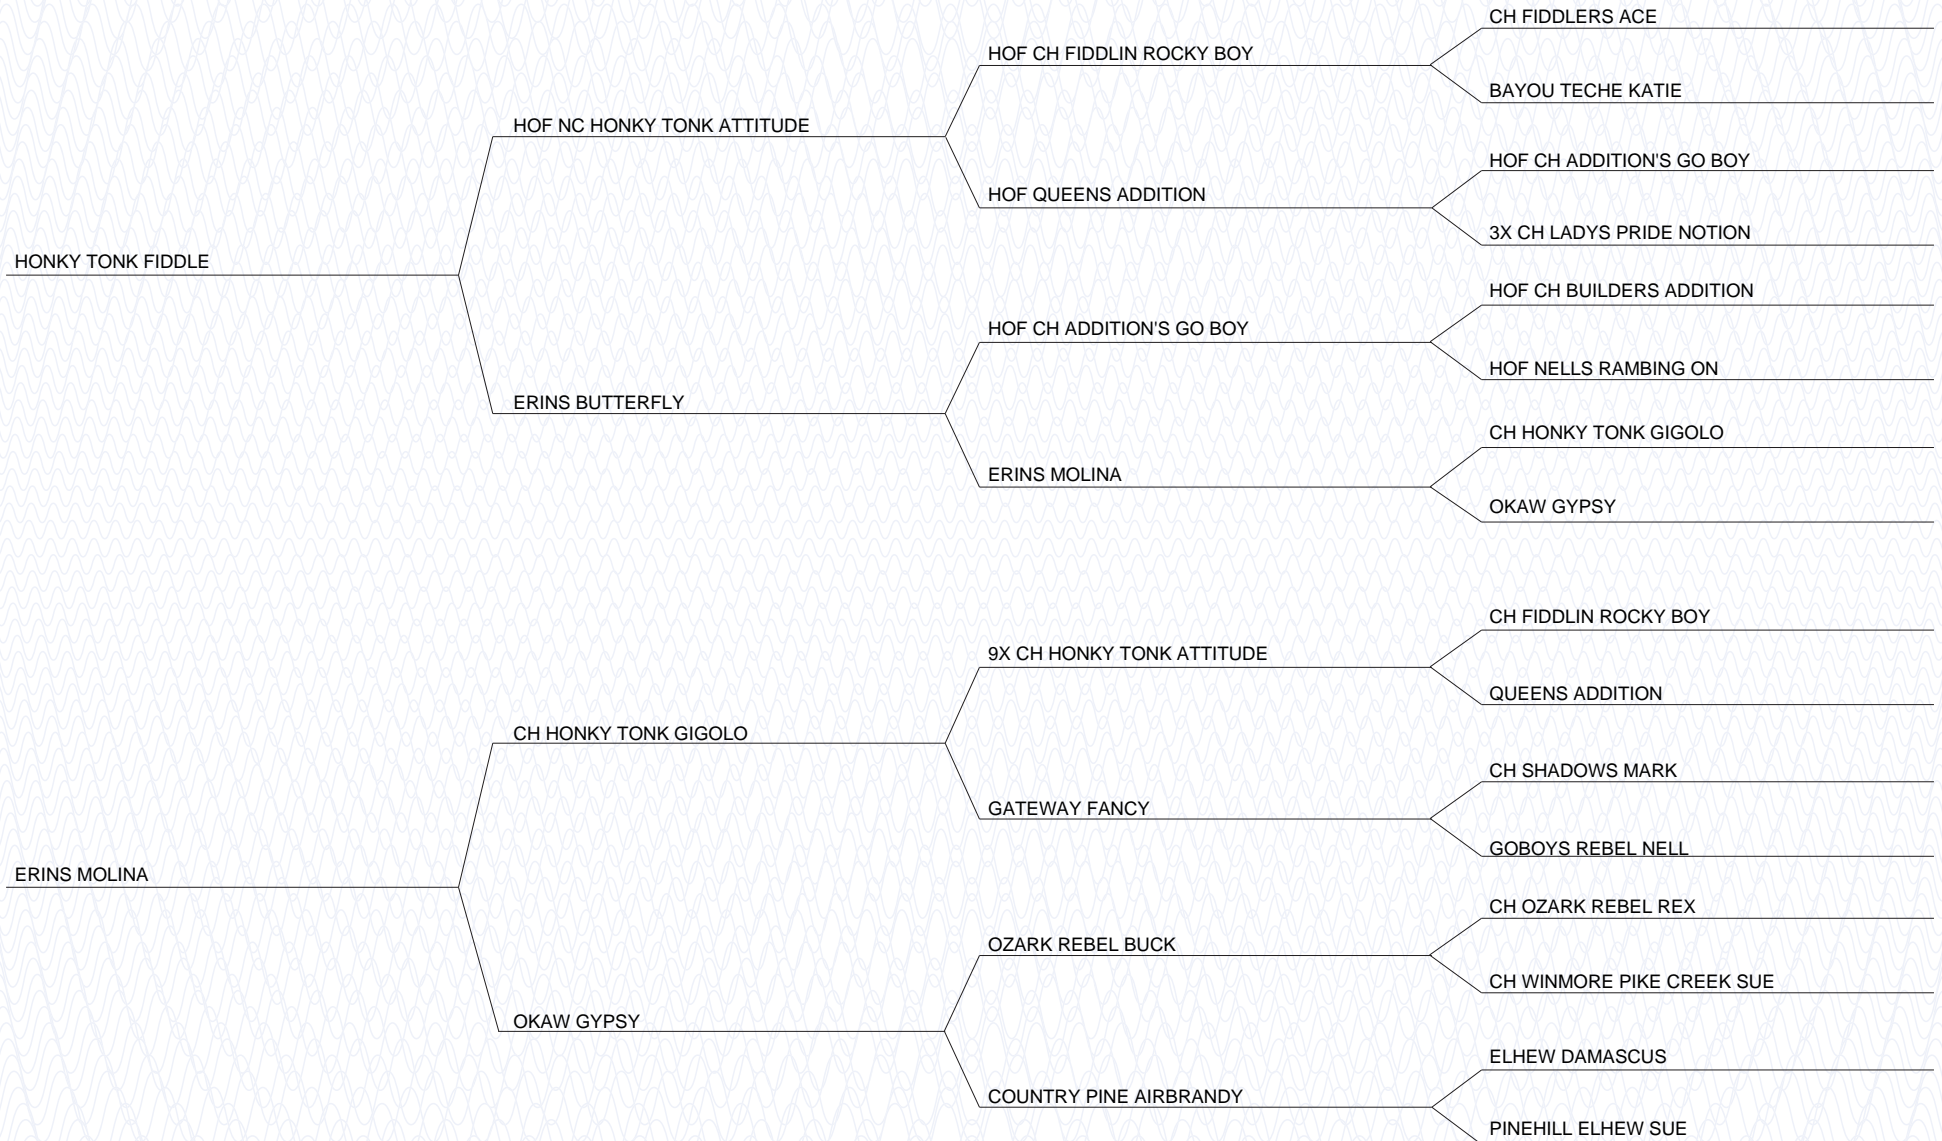 CH FIDDLERS ACE
HOF CH FIDDLIN ROCKY BOY
BAYOU TECHE KATIE
HOF NC HONKY TONK ATTITUDE
HOF CH ADDITION'S GO BOY
HOF QUEENS ADDITION
3X CH LADYS PRIDE NOTION
HONKY TONK FIDDLE
HOF CH BUILDERS ADDITION
HOF CH ADDITION'S GO BOY
HOF NELLS RAMBING ON
ERINS BUTTERFLY
CH HONKY TONK GIGOLO
ERINS MOLINA
OKAW GYPSY
CH FIDDLIN ROCKY BOY
9X CH HONKY TONK ATTITUDE
QUEENS ADDITION
CH HONKY TONK GIGOLO
CH SHADOWS MARK
GATEWAY FANCY
GOBOYS REBEL NELL
ERINS MOLINA
CH OZARK REBEL REX
OZARK REBEL BUCK
CH WINMORE PIKE CREEK SUE
OKAW GYPSY
ELHEW DAMASCUS
COUNTRY PINE AIRBRANDY
PINEHILL ELHEW SUE